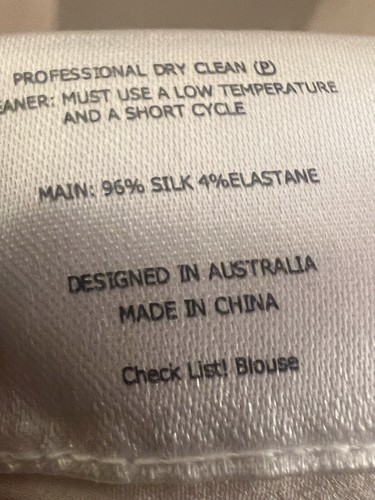 PROFESSIONAL DRY CLEAN Ⓟ
EANER: MUST USE A LOW TEMPERATURE
AND A SHORT CYCLE
MAIN: 96% SILK 4%ELASTANE
DESIGNED IN AUSTRALIA
MADE IN CHINA
Check List! Blouse